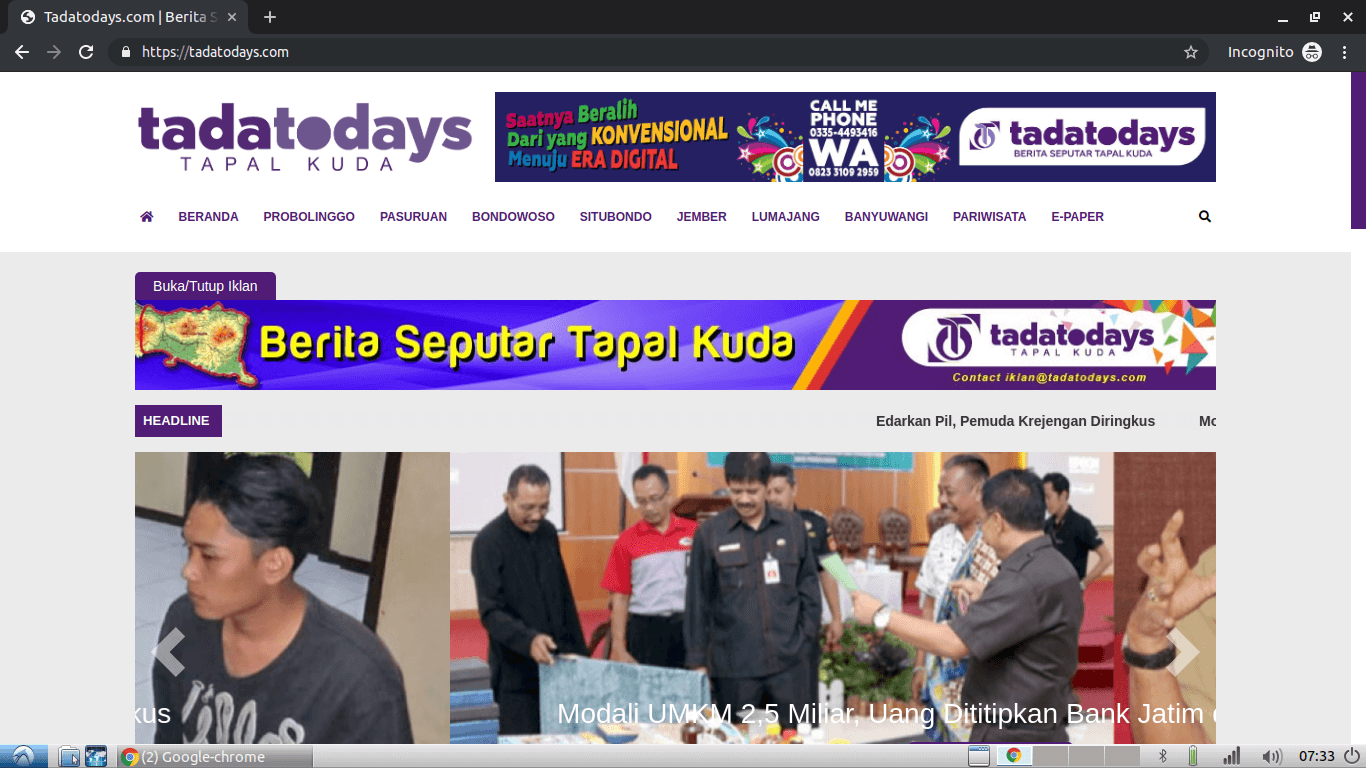 Tadatodays.com | Berita S
https://tadatodays.com
Incognito
tadatodays
TAPAL KUDA
Saatnya Beralih
Dari yang KONVENSIONAL
Menuju ERA DIGITAL
CALL ME
PHONE
0335-4493416
WA
0823 3109 2959
tadatodays
BERITA SEPUTAR TAPAL KUDA
BERANDA PROBOLINGGO PASURUAN BONDOWOSO SITUBONDO JEMBER LUMAJANG BANYUWANGI PARIWISATA E-PAPER
Buka/Tutup Iklan
Berita Seputar Tapal Kuda
tadatodays
TAPAL KUDA
Contact iklan@tadatodays.com
HEADLINE
Edarkan Pil, Pemuda Krejengan Diringkus
Mo
kus
Modali UMKM 2,5 Miliar, Uang Dititipkan Bank Jatim
(2) Google-chrome
07:33